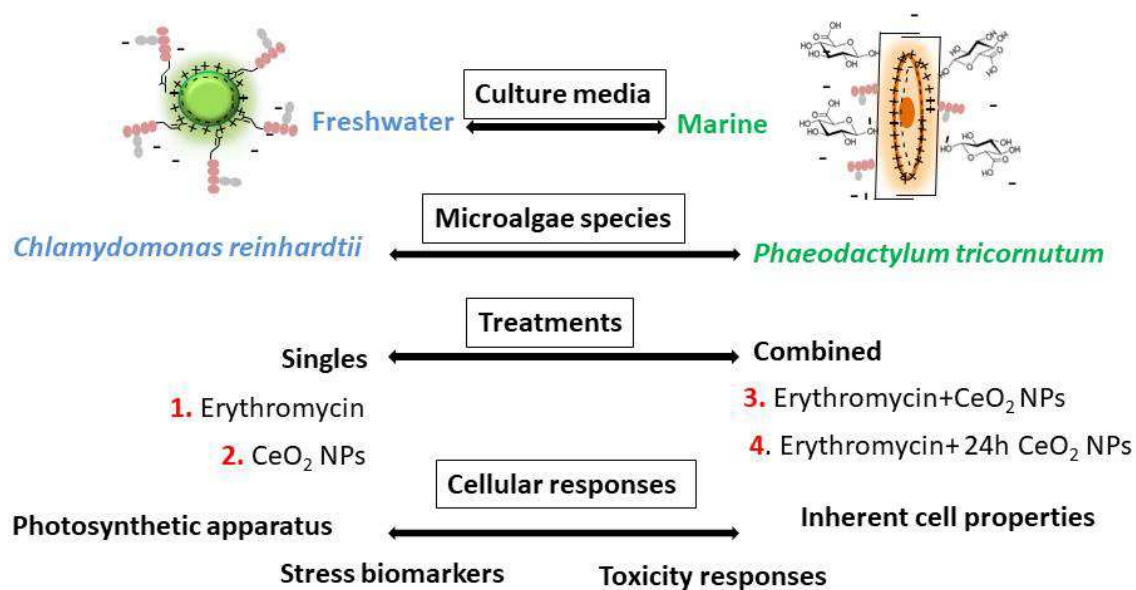 Culture media
Freshwater
Marine
Microalgae species
Chlamydomonas reinhardtii
Phaeodactylum tricornutum
Treatments
Singles
Combined
1. Erythromycin
3. Erythromycin+CeO₂ NPs
2. CeO₂ NPs
4. Erythromycin+ 24h CeO₂ NPs
Cellular responses
Photosynthetic apparatus
Inherent cell properties
Stress biomarkers
Toxicity responses